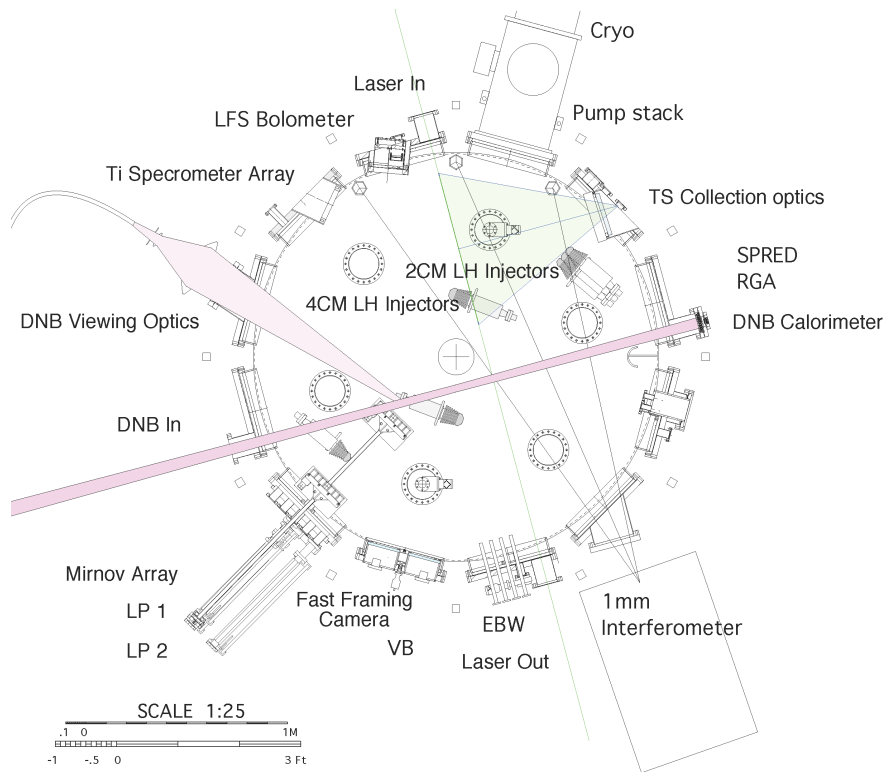 Cryo
Laser In
LFS Bolometer
Pump stack
Ti Specrometer Array
TS Collection optics
SPRED
RGA
2CM LH Injectors
4CM LH Injectors
DNB Viewing Optics
DNB Calorimeter
DNB In
Mirnov Array
LP 1
LP 2
Fast Framing
Camera
VB
EBW
Laser Out
1mm
Interferometer
SCALE 1:25
.1 0 1M
-1 -.5 0 3 Ft